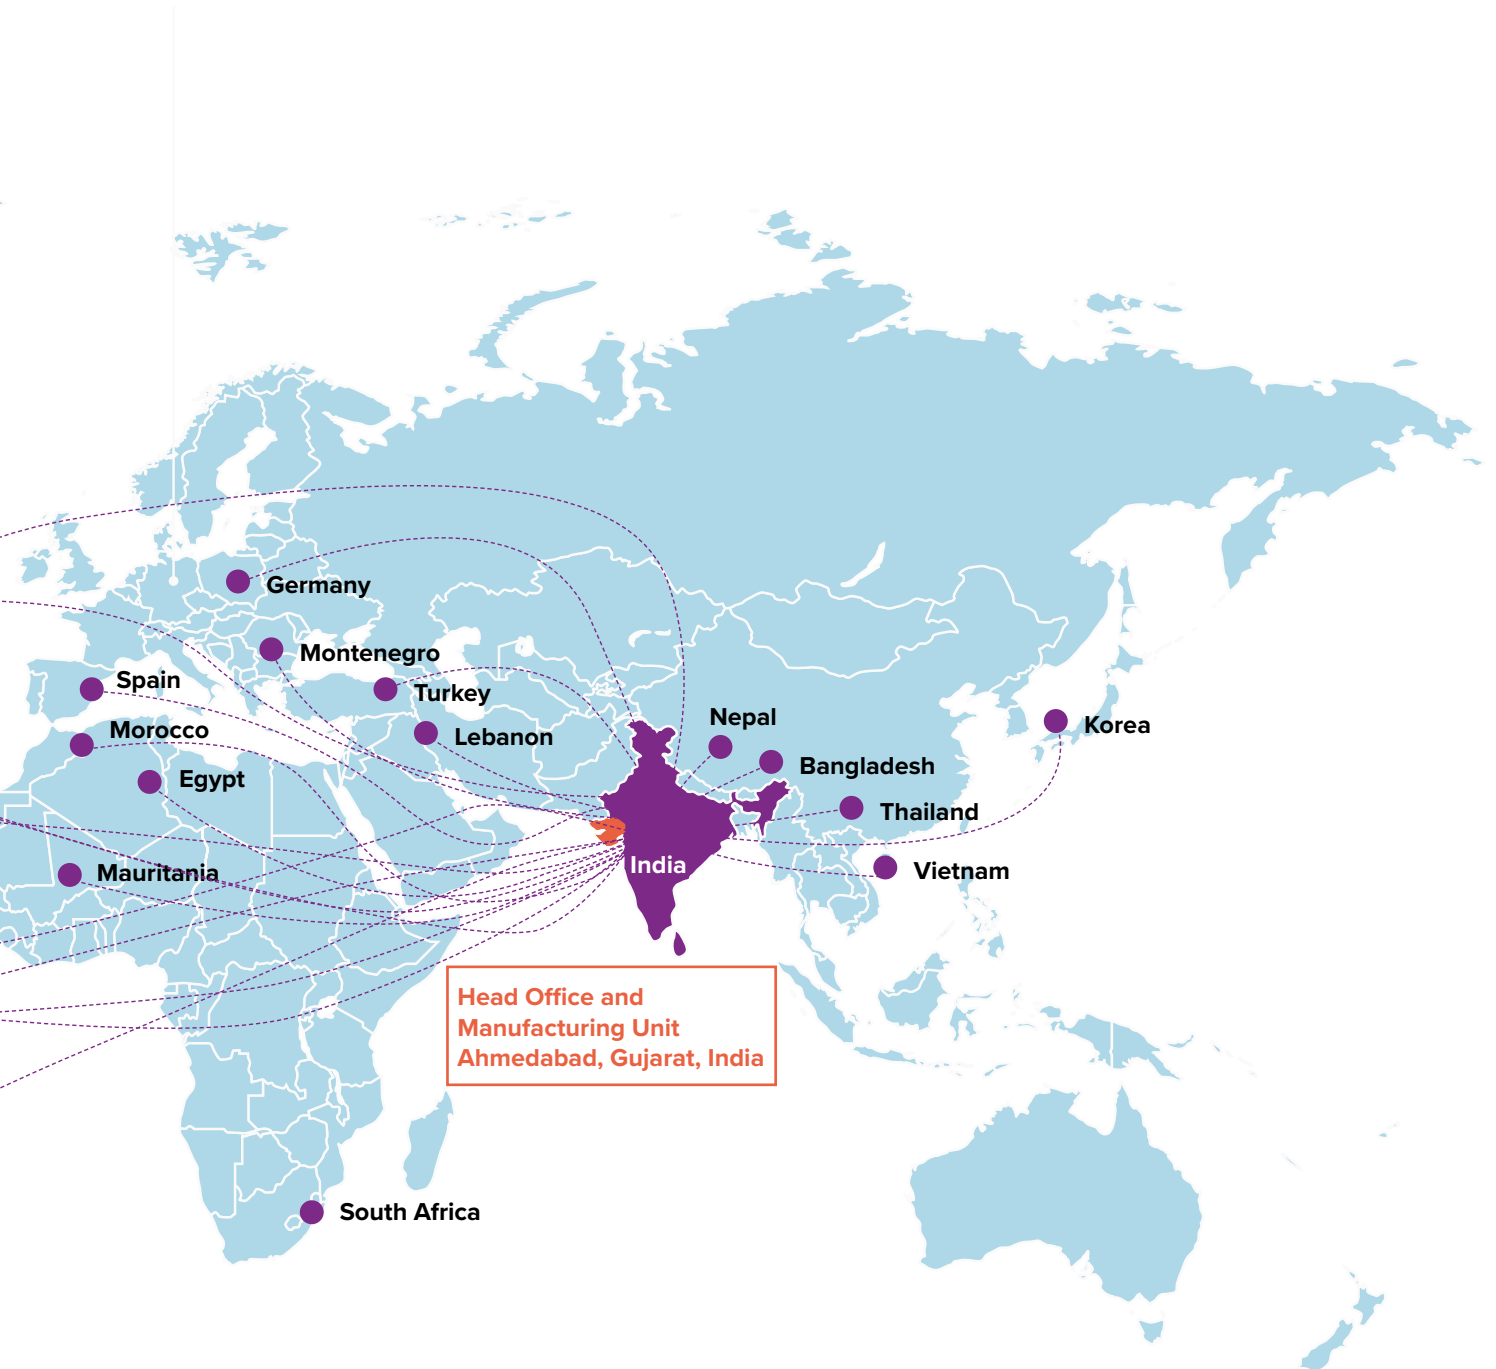 Germany
Montenegro
Spain
Turkey
Morocco
Lebanon
Egypt
Mauritania
Nepal
Korea
Bangladesh
Thailand
India
Vietnam
Head Office and
Manufacturing Unit
Ahmedabad, Gujarat, India
South Africa